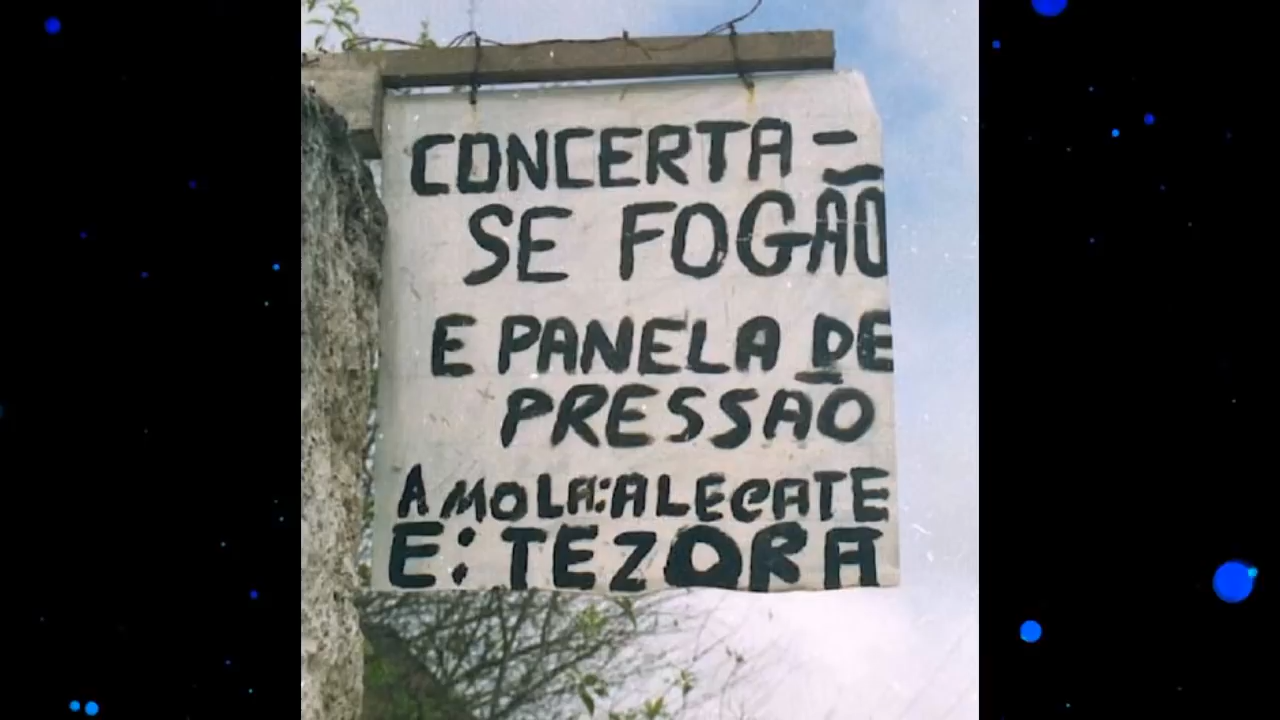 CONCERTA-
SE FOGÃO
E PANELA DE
PRESSÃO
AMOLA:ALECATE
E: TEZORA